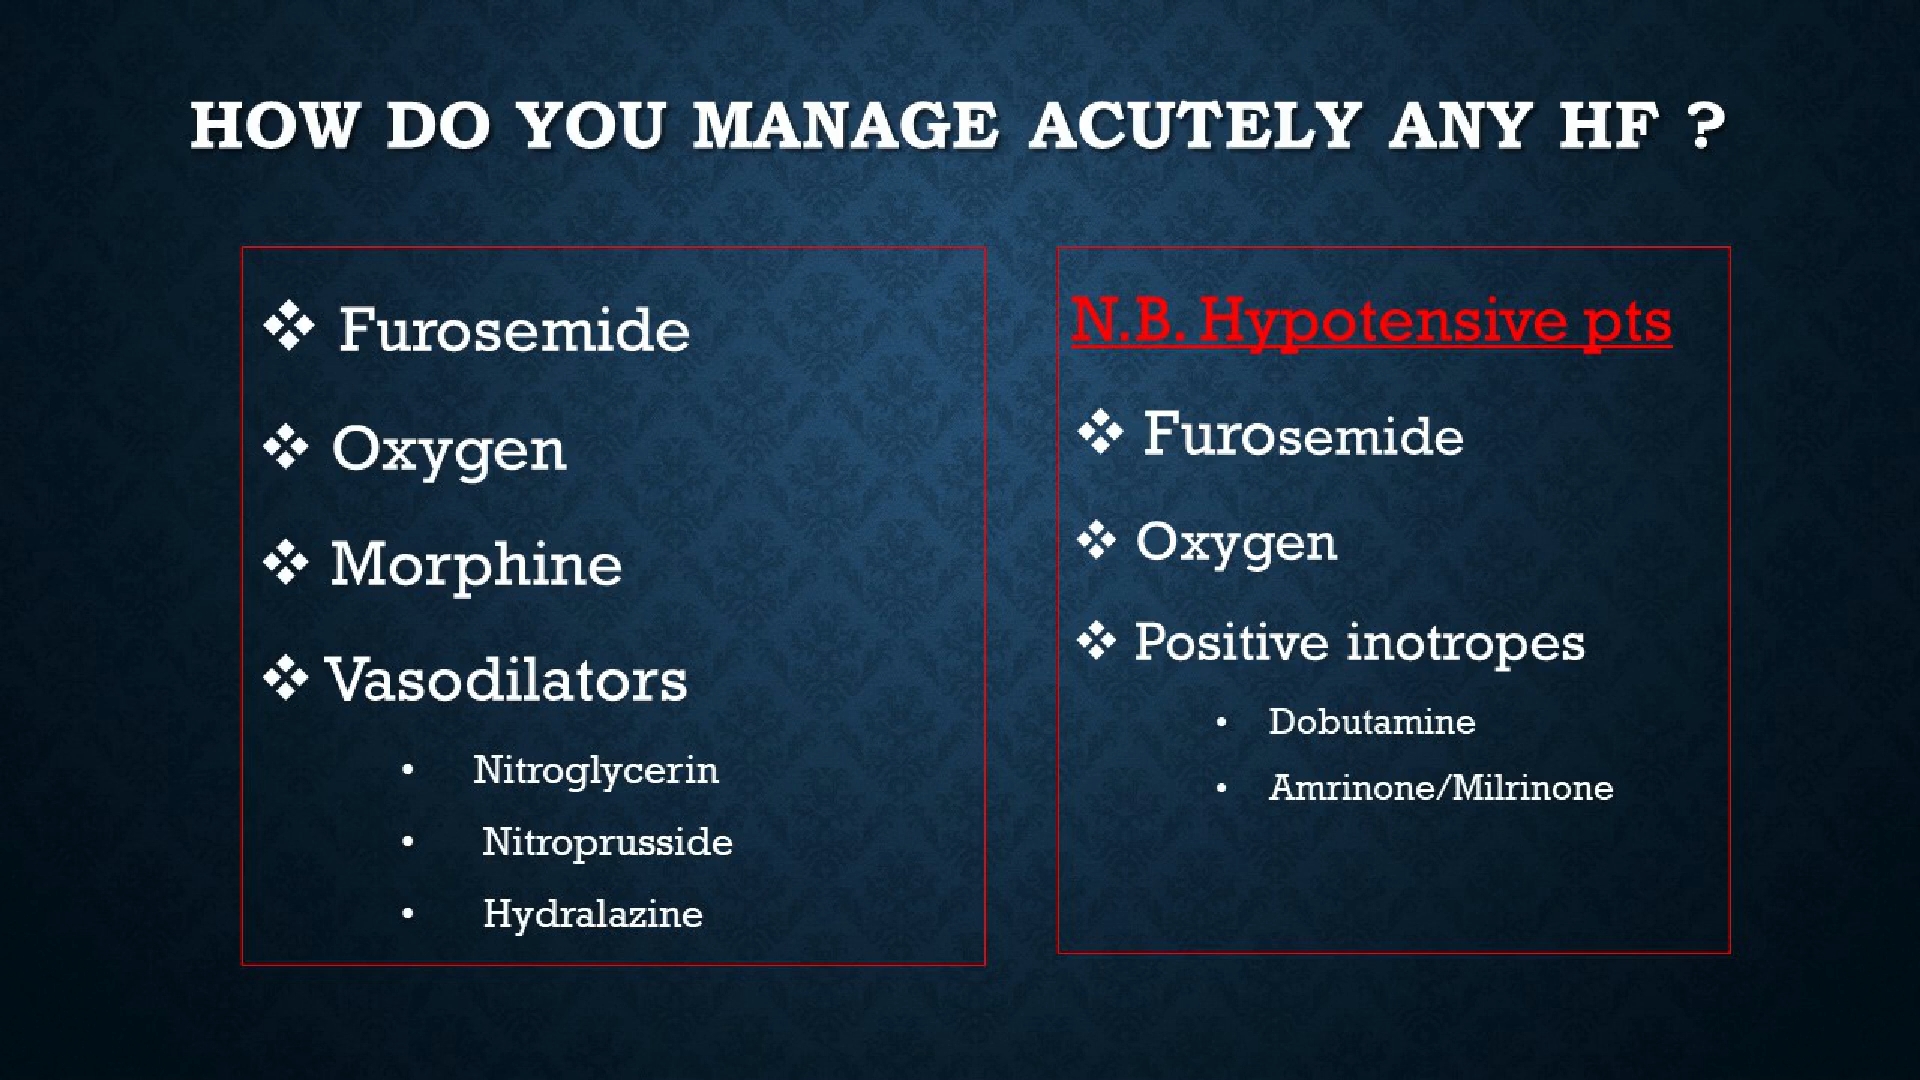 HOW DO YOU MANAGE ACUTELY ANY HF ?
❖ Furosemide
❖ Oxygen
❖ Morphine
❖ Vasodilators
• Nitroglycerin
• Nitroprusside
• Hydralazine
N.B. Hypotensive pts
❖ Furosemide
❖ Oxygen
❖ Positive inotropes
• Dobutamine
• Amrinone/Milrinone